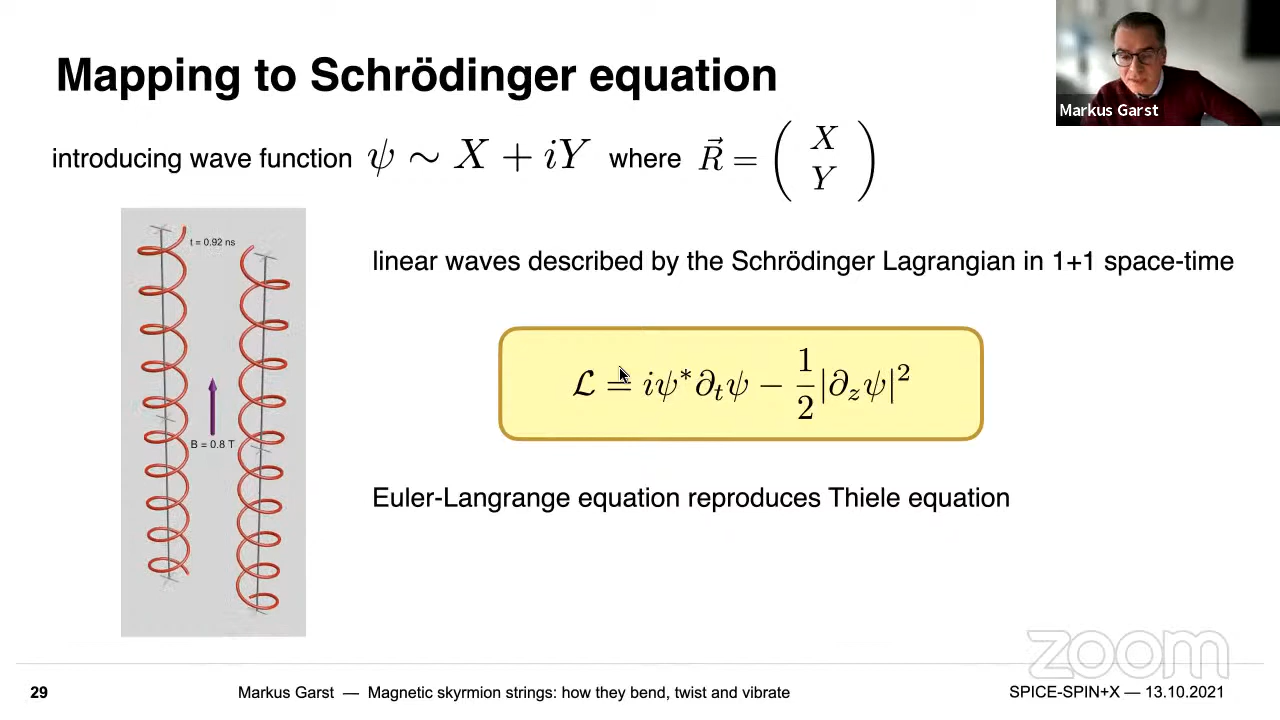 Mapping to Schrödinger equation
Markus Garst
introducing wave function ψ ∼ X + iY where R⃗ = ( X Y )
t = 0.92 ns
B = 0.8 T
linear waves described by the Schrödinger Lagrangian in 1+1 space-time
ℒ = iψ*∂ₜψ − 1/2 |∂_zψ|²
Euler-Langrange equation reproduces Thiele equation
zoom
29
Markus Garst — Magnetic skyrmion strings: how they bend, twist and vibrate
SPICE-SPIN+X — 13.10.2021